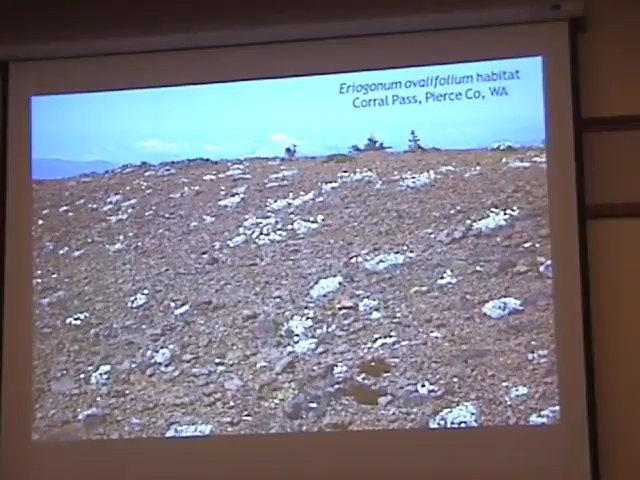 Eriogonum ovalifolium habitat
Corral Pass, Pierce Co, WA